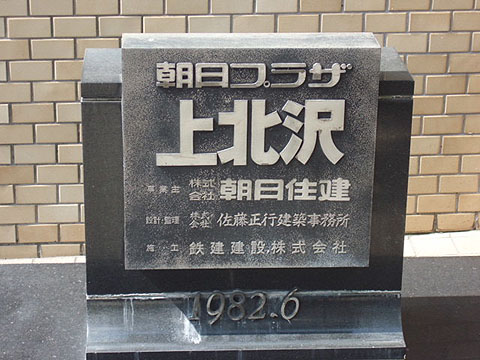 朝日プラザ
上北沢
事業主 株式会社 朝日住建
設計・監理 株式会社 佐藤正行建築事務所
施工 鉄建建設株式会社
1982.6